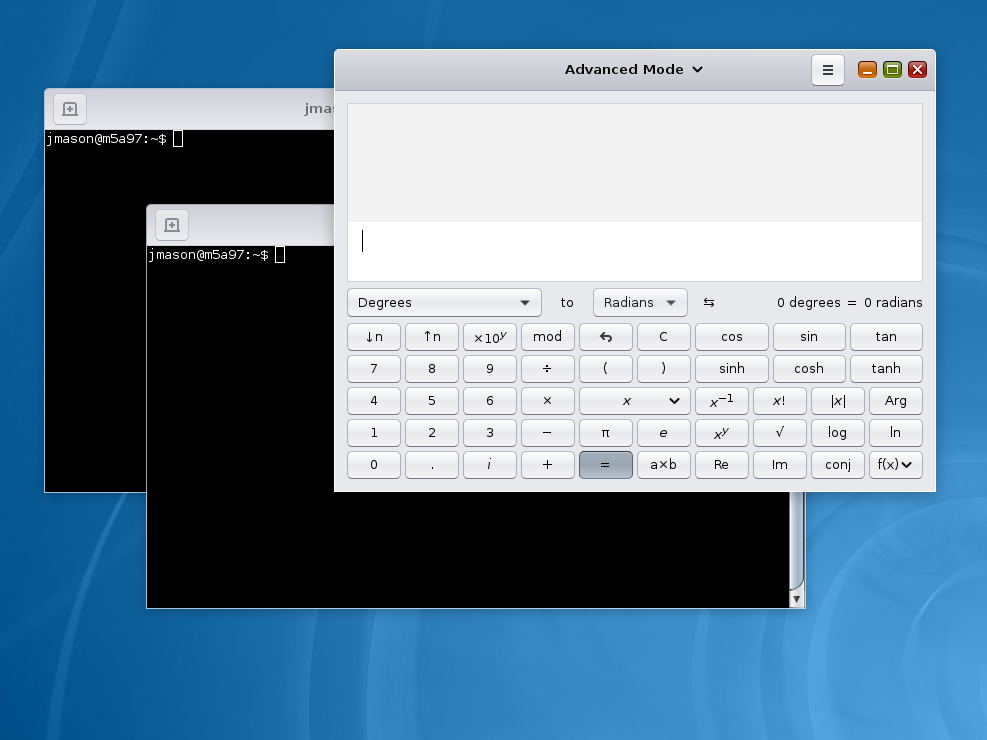 Advanced Mode
jmas
jmason@m5a97:~$
jmason@m5a97:~$
Degrees to Radians ⇆ 0 degrees = 0 radians
↓n ↑n ×10^y mod C cos sin tan
7 8 9 ÷ ( ) sinh cosh tanh
4 5 6 × x x^−1 x! |x| Arg
1 2 3 − π e x^y √ log ln
0 . i + = a×b Re Im conj f(x)